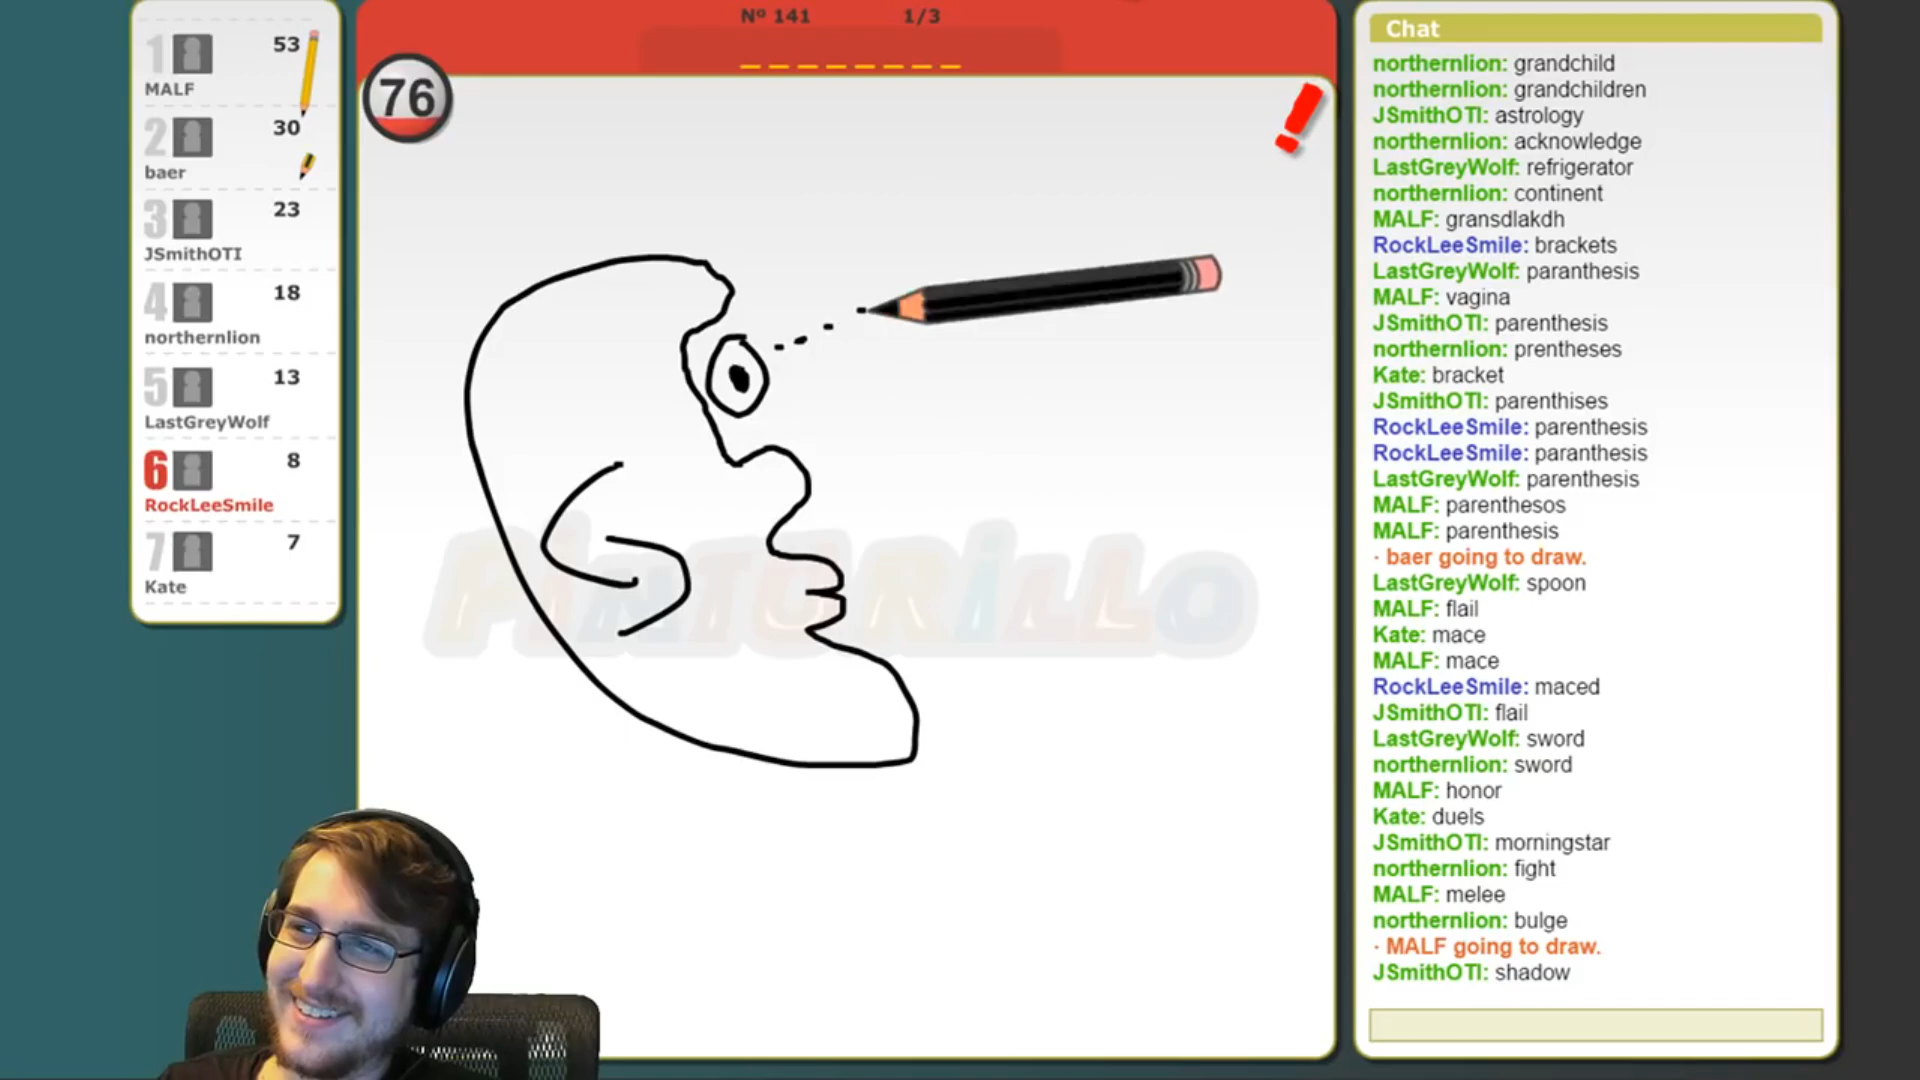 1 53
MALF
2 30
baer
3 23
JSmithOTI
4 18
northernlion
5 13
LastGreyWolf
6 8
RockLeeSmile
7 7
Kate
Nº 141 1/3
76
PINTURILLO
Chat
northernlion: grandchild
northernlion: grandchildren
JSmithOTI: astrology
northernlion: acknowledge
LastGreyWolf: refrigerator
northernlion: continent
MALF: gransdlakdh
RockLeeSmile: brackets
LastGreyWolf: paranthesis
MALF: vagina
JSmithOTI: parenthesis
northernlion: prentheses
Kate: bracket
JSmithOTI: parenthises
RockLeeSmile: parenthesis
RockLeeSmile: paranthesis
LastGreyWolf: parenthesis
MALF: parenthesos
MALF: parenthesis
· baer going to draw.
LastGreyWolf: spoon
MALF: flail
Kate: mace
MALF: mace
RockLeeSmile: maced
JSmithOTI: flail
LastGreyWolf: sword
northernlion: sword
MALF: honor
Kate: duels
JSmithOTI: morningstar
northernlion: fight
MALF: melee
northernlion: bulge
· MALF going to draw.
JSmithOTI: shadow